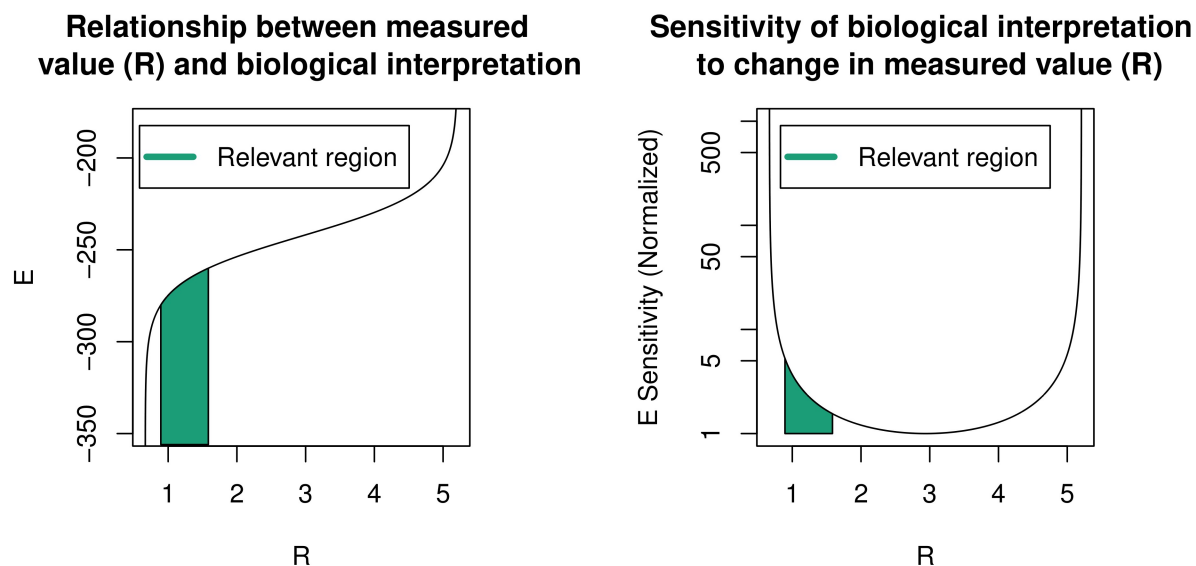 Relationship between measured
value (R) and biological interpretation
Relevant region
E
−200
−250
−300
−350
1 2 3 4 5
R
Sensitivity of biological interpretation
to change in measured value (R)
Relevant region
E Sensitivity (Normalized)
500
50
5
1
1 2 3 4 5
R